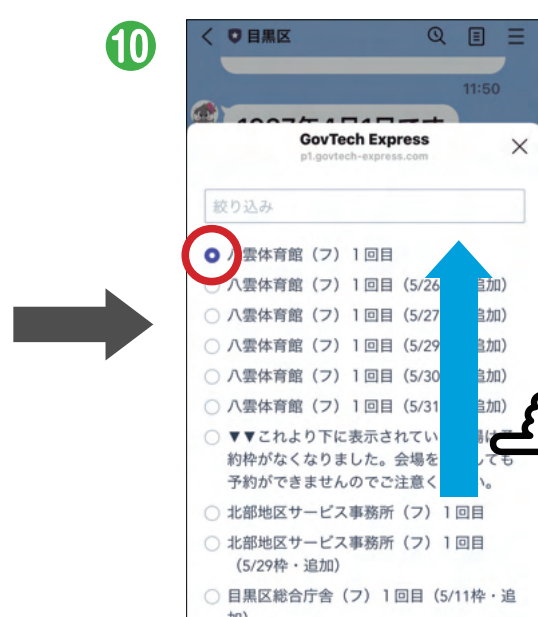 10
目黒区
11:50
GovTech Express
p1.govtech-express.com
絞り込み
八雲体育館（フ）１回目
八雲体育館（フ）１回目（5/26 追加）
八雲体育館（フ）１回目（5/27 追加）
八雲体育館（フ）１回目（5/29 追加）
八雲体育館（フ）１回目（5/30 追加）
八雲体育館（フ）１回目（5/31 追加）
▼▼これより下に表示されてい
約枠がなくなりました。会場を ても
予約ができませんのでご注意く い。
北部地区サービス事務所（フ）１回目
北部地区サービス事務所（フ）１回目
（5/29枠・追加）
目黒区総合庁舎（フ）１回目（5/11枠・追